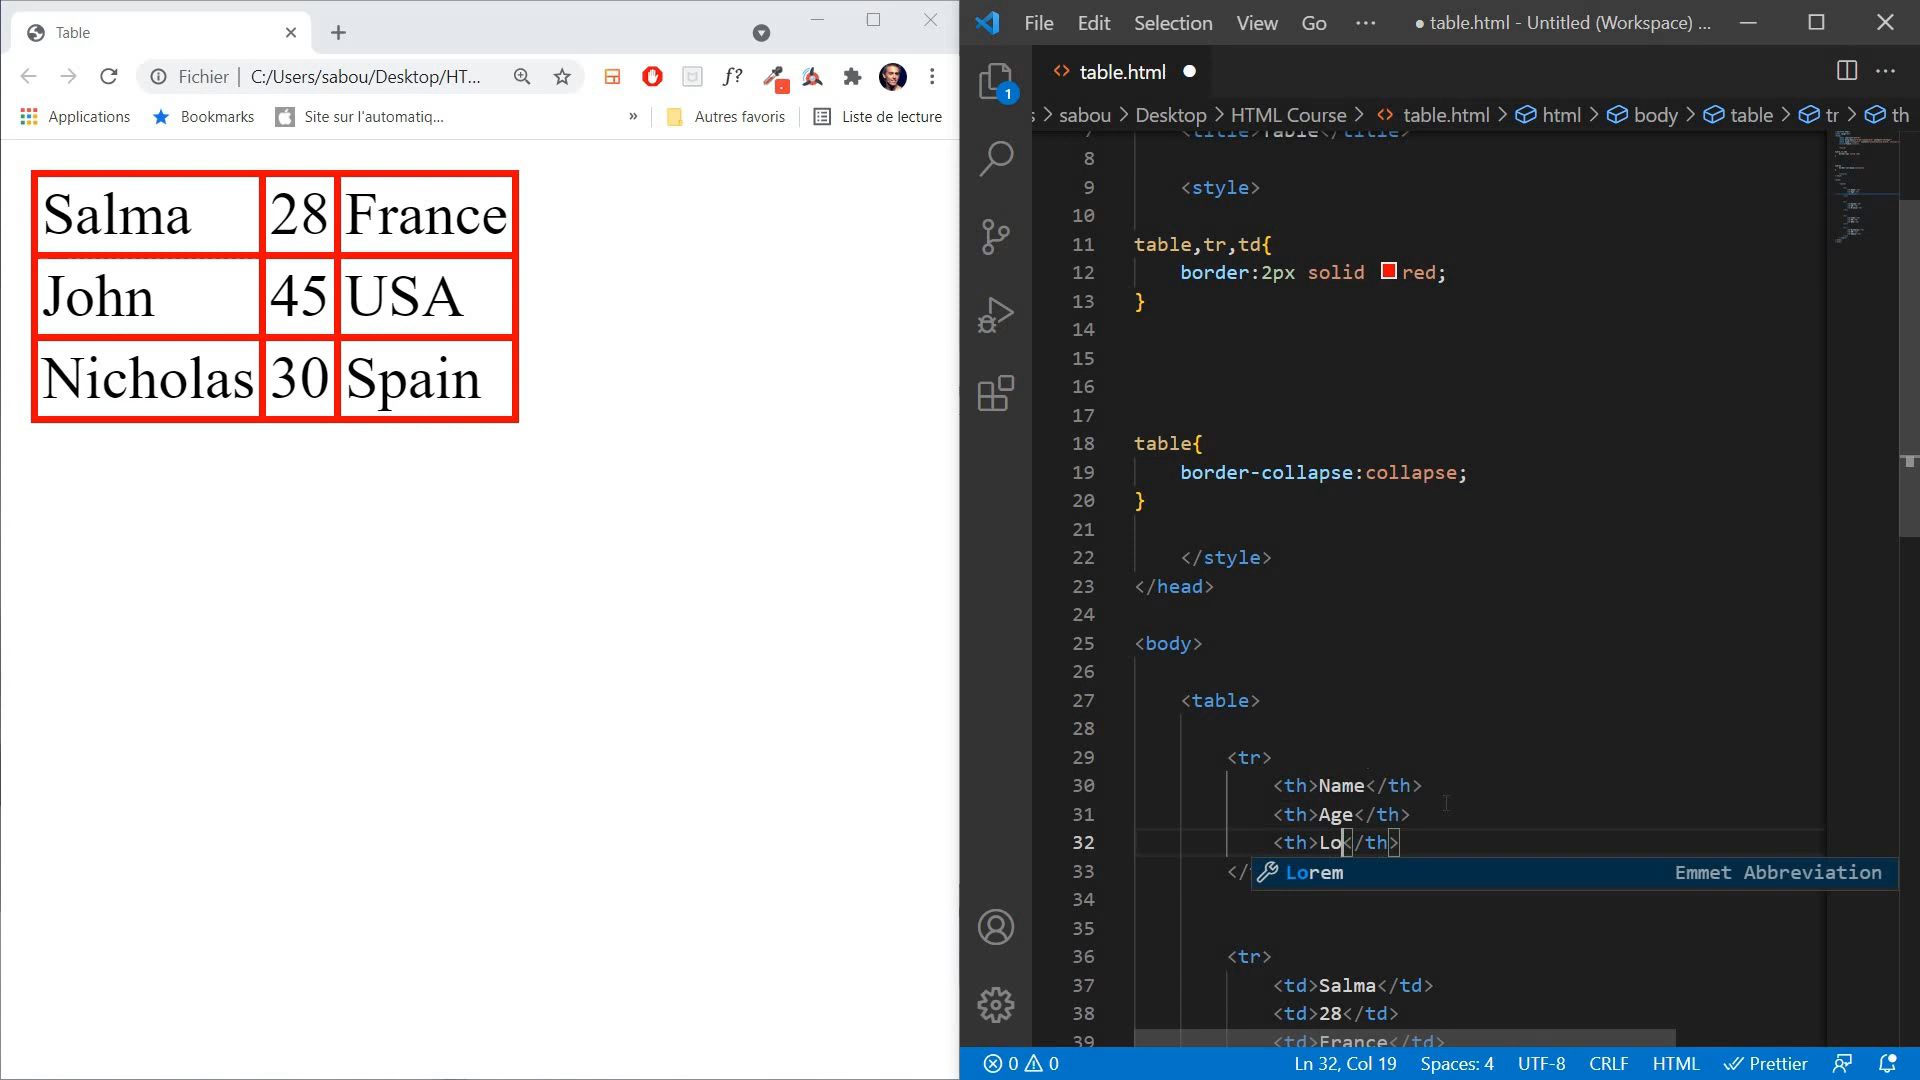 Table
Fichier C:/Users/sabou/Desktop/HT...
f?
Applications Bookmarks Site sur l'automatiq... » Autres favoris Liste de lecture
Salma 28 France
John 45 USA
Nicholas 30 Spain
File Edit Selection View Go ··· ● table.html - Untitled (Workspace) ...
table.html
1
s > sabou > Desktop > HTML Course > table.html > html > body > table > tr > th
7 <title>Table</title>
8
9 <style>
10
11 table,tr,td{
12 border:2px solid red;
13 }
14
15
16
17
18 table{
19 border-collapse:collapse;
20 }
21
22 </style>
23 </head>
24
25 <body>
26
27 <table>
28
29 <tr>
30 <th>Name</th>
31 <th>Age</th>
32 <th>Lo</th>
Lorem Emmet Abbreviation
33 </
34
35
36 <tr>
37 <td>Salma</td>
38 <td>28</td>
39 <td>France</td>
0 0 Ln 32, Col 19 Spaces: 4 UTF-8 CRLF HTML Prettier